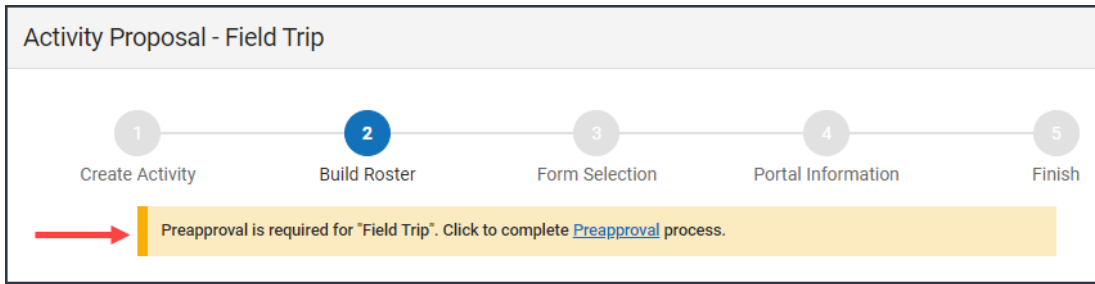 Activity Proposal - Field Trip
1
2
3
4
5
Create Activity
Build Roster
Form Selection
Portal Information
Finish
Preapproval is required for "Field Trip". Click to complete Preapproval process.